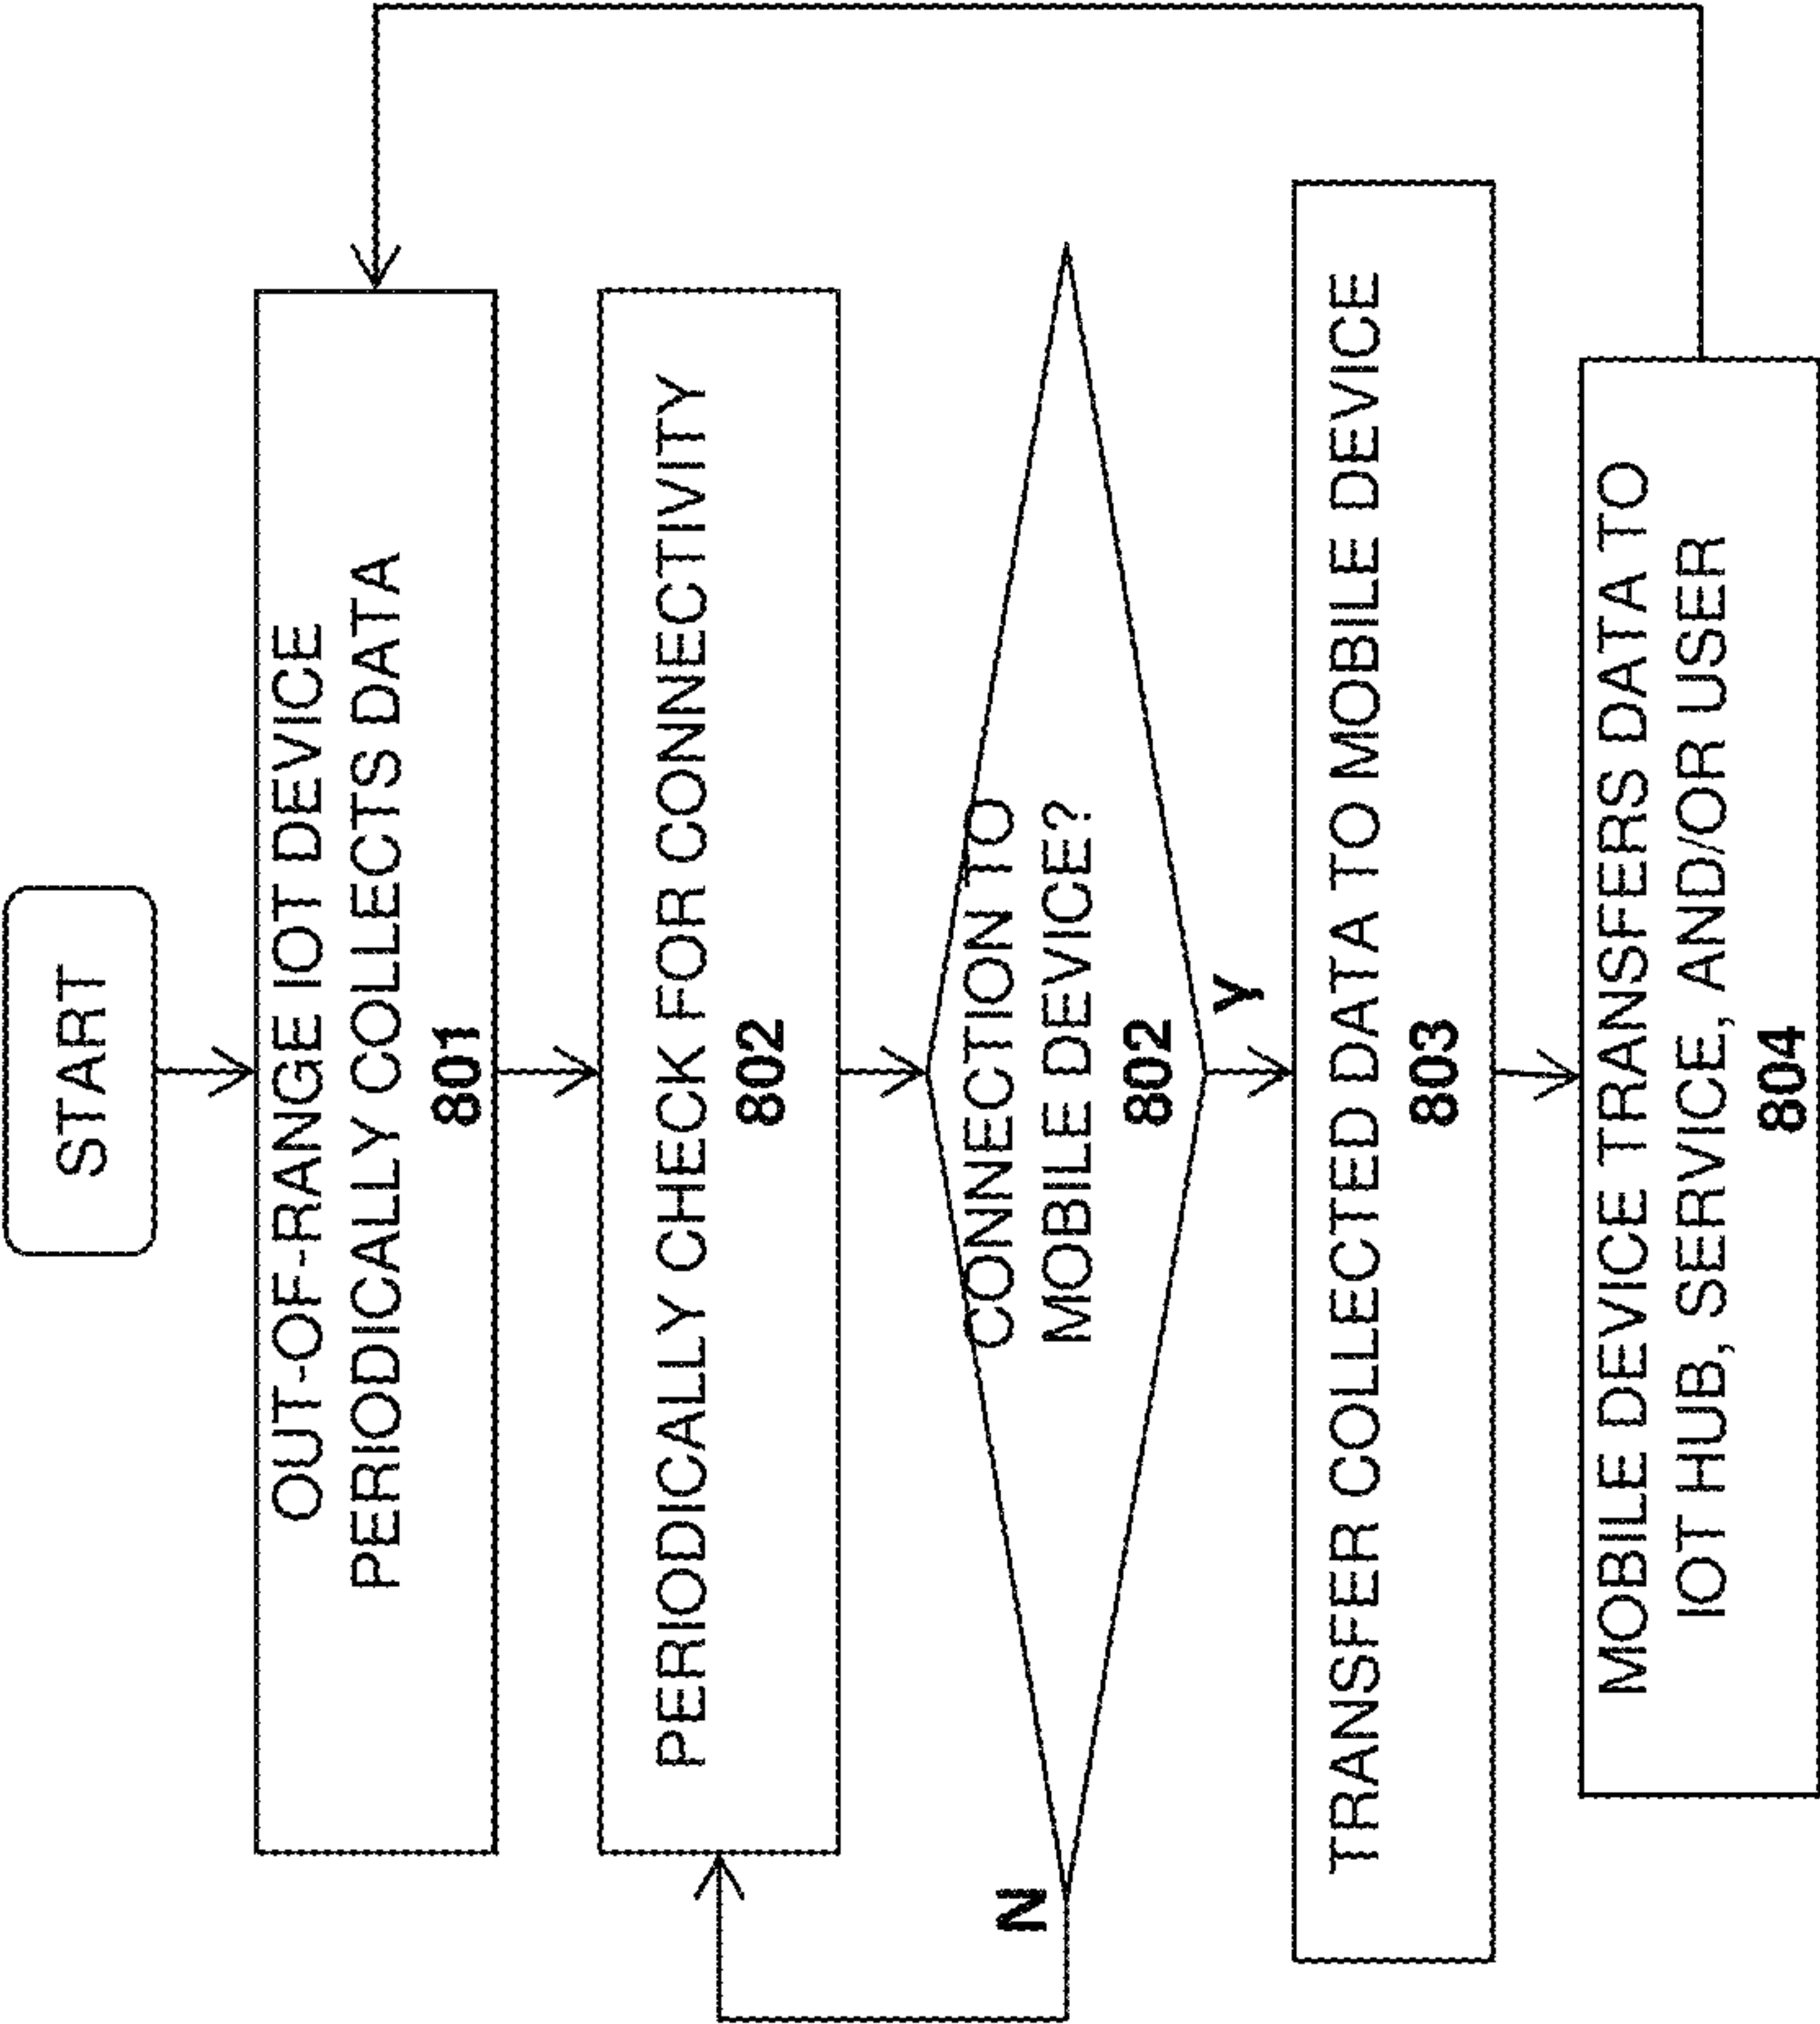 START
OUT-OF-RANGE IOT DEVICE
PERIODICALLY COLLECTS DATA
801
PERIODICALLY CHECK FOR CONNECTIVITY
802
CONNECTION TO
MOBILE DEVICE?
802
N
Y
TRANSFER COLLECTED DATA TO MOBILE DEVICE
803
MOBILE DEVICE TRANSFERS DATA TO
IOT HUB, SERVICE, AND/OR USER
804